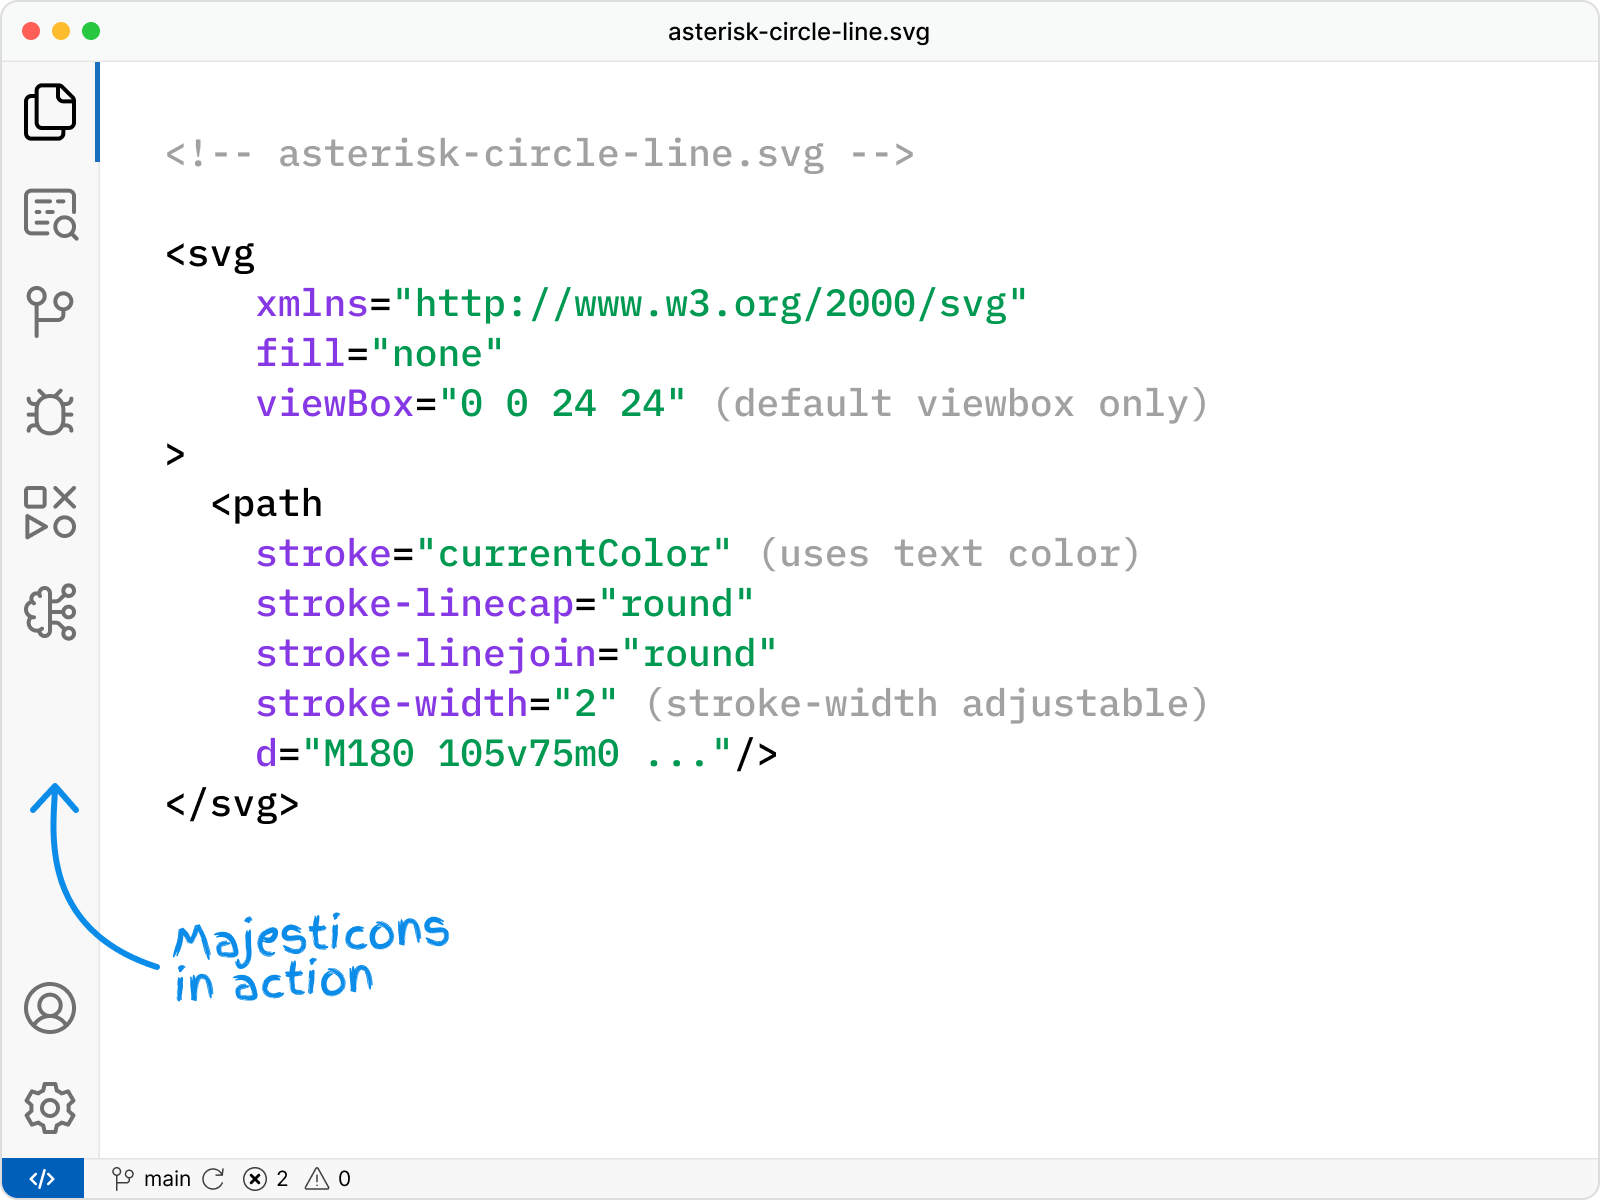 asterisk-circle-line.svg
<!-- asterisk-circle-line.svg -->
<svg
xmlns="http://www.w3.org/2000/svg"
fill="none"
viewBox="0 0 24 24" (default viewbox only)
>
<path
stroke="currentColor" (uses text color)
stroke-linecap="round"
stroke-linejoin="round"
stroke-width="2" (stroke-width adjustable)
d="M180 105v75m0 ..."/>
</svg>
Majesticons
in action
main 2 0